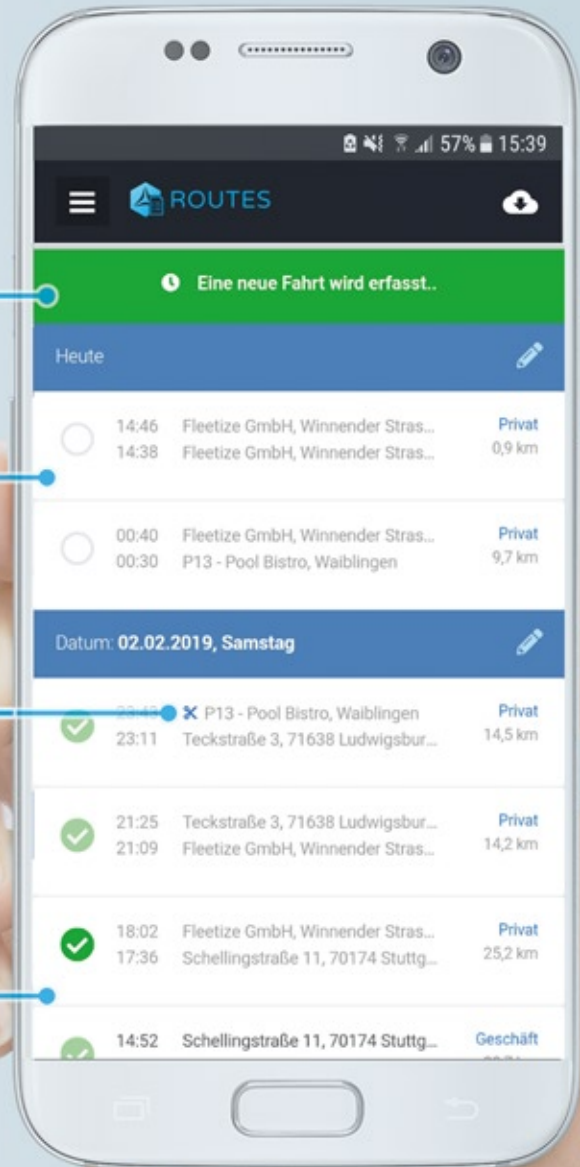 57% 15:39
ROUTES
Eine neue Fahrt wird erfasst..
Heute
14:46 Fleetize GmbH, Winnender Stras... Privat
14:38 Fleetize GmbH, Winnender Stras... 0,9 km
00:40 Fleetize GmbH, Winnender Stras... Privat
00:30 P13 - Pool Bistro, Waiblingen 9,7 km
Datum: 02.02.2019, Samstag
P13 - Pool Bistro, Waiblingen Privat
23:11 Teckstraße 3, 71638 Ludwigsbur... 14,5 km
21:25 Teckstraße 3, 71638 Ludwigsbur... Privat
21:09 Fleetize GmbH, Winnender Stras... 14,2 km
18:02 Fleetize GmbH, Winnender Stras... Privat
17:36 Schellingstraße 11, 70174 Stuttg... 25,2 km
14:52 Schellingstraße 11, 70174 Stuttg... Geschäft